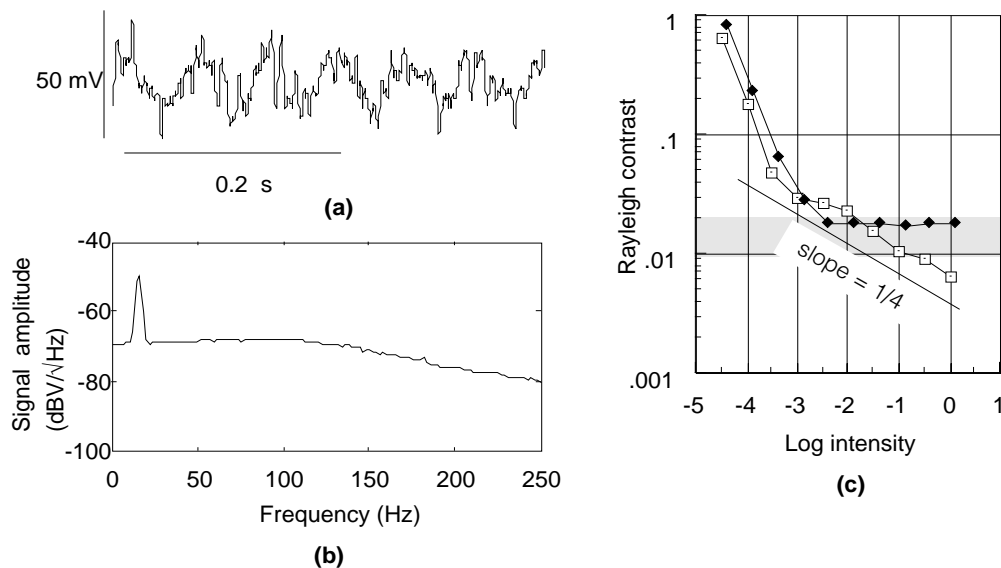 50 mV
0.2 s
(a)
-40
-60
-80
-100
Signal amplitude
(dBV/√Hz)
0 50 100 150 200 250
Frequency (Hz)
(b)
1
.1
.01
.001
Rayleigh contrast
slope = 1/4
-5 -4 -3 -2 -1 0 1
Log intensity
(c)